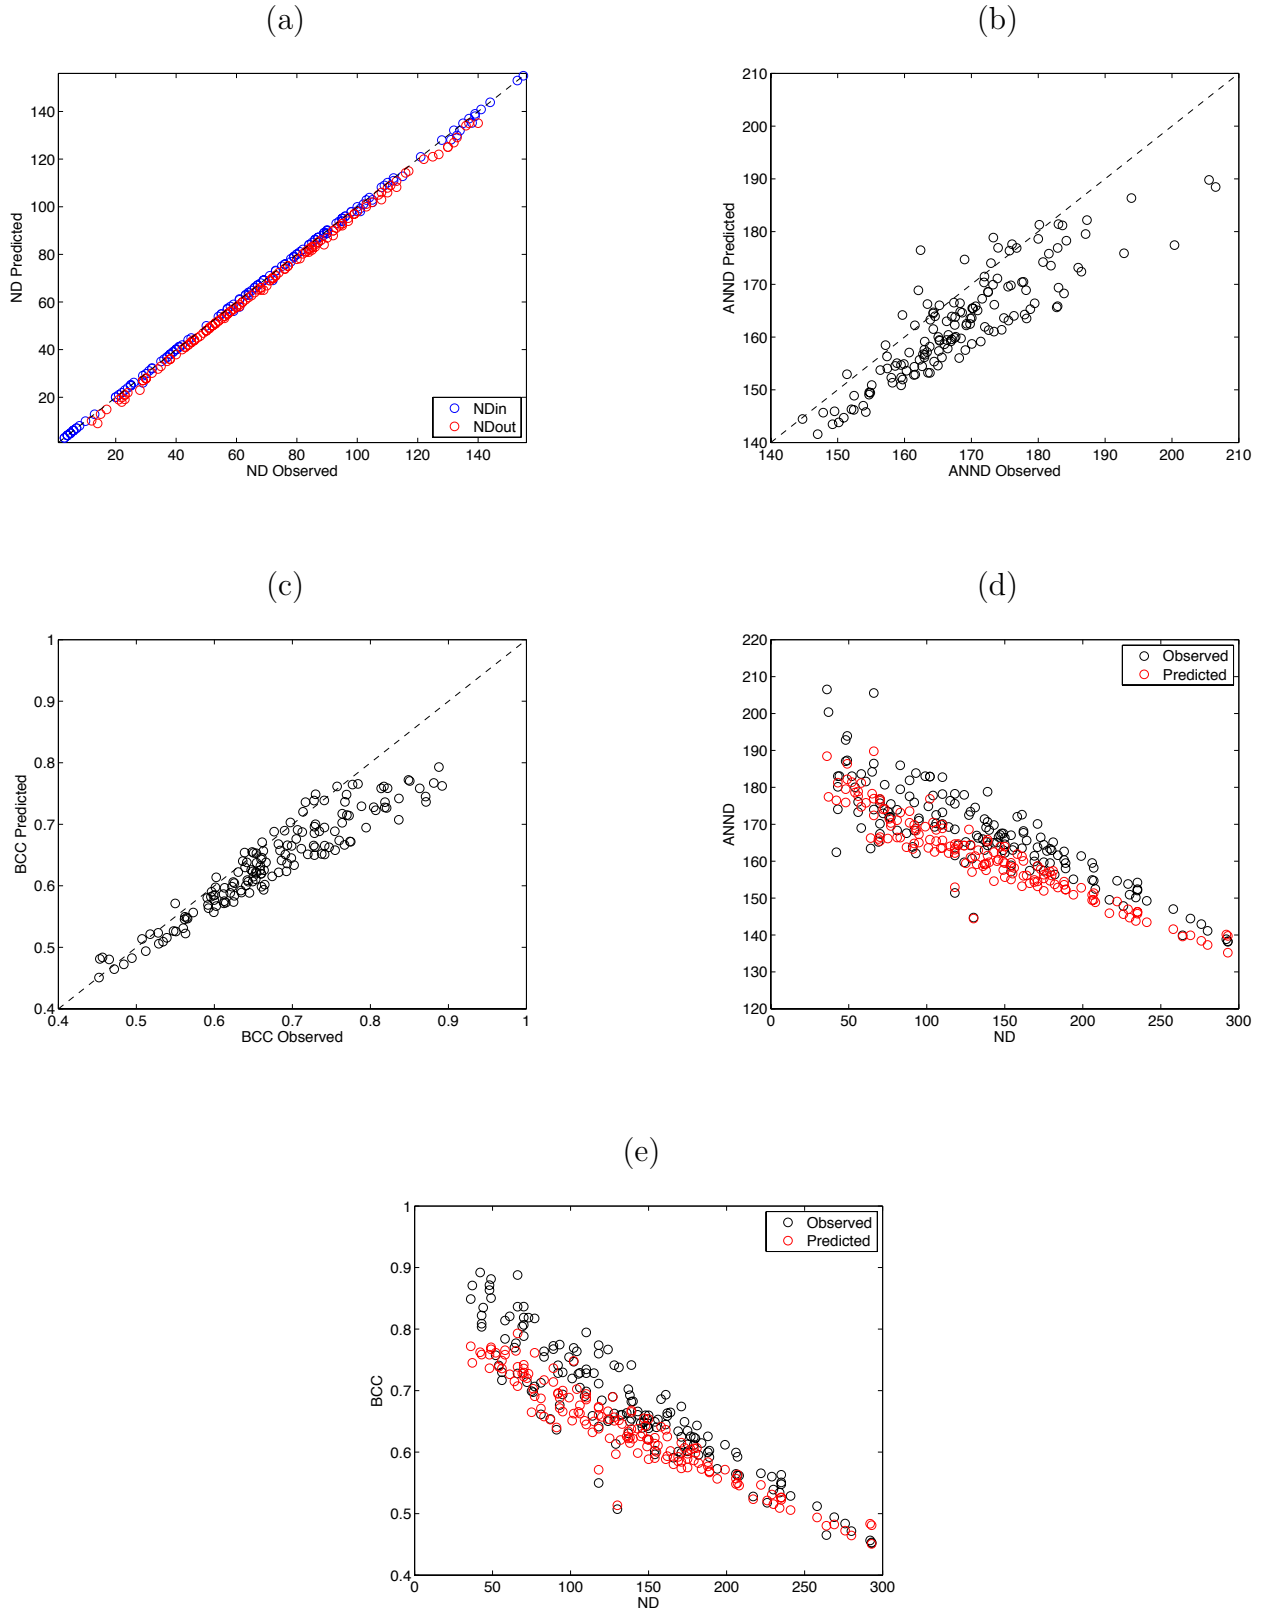 (a)
140
120
100
80
60
40
20
ND Predicted
NDin
NDout
20 40 60 80 100 120 140
ND Observed
(b)
210
200
190
180
170
160
150
140
ANND Predicted
140 150 160 170 180 190 200 210
ANND Observed
(c)
1
0.9
0.8
0.7
0.6
0.5
0.4
BCC Predicted
0.4 0.5 0.6 0.7 0.8 0.9 1
BCC Observed
(d)
220
210
200
190
180
170
160
150
140
130
120
ANND
Observed
Predicted
0 50 100 150 200 250 300
ND
(e)
1
0.9
0.8
0.7
0.6
0.5
0.4
BCC
Observed
Predicted
0 50 100 150 200 250 300
ND